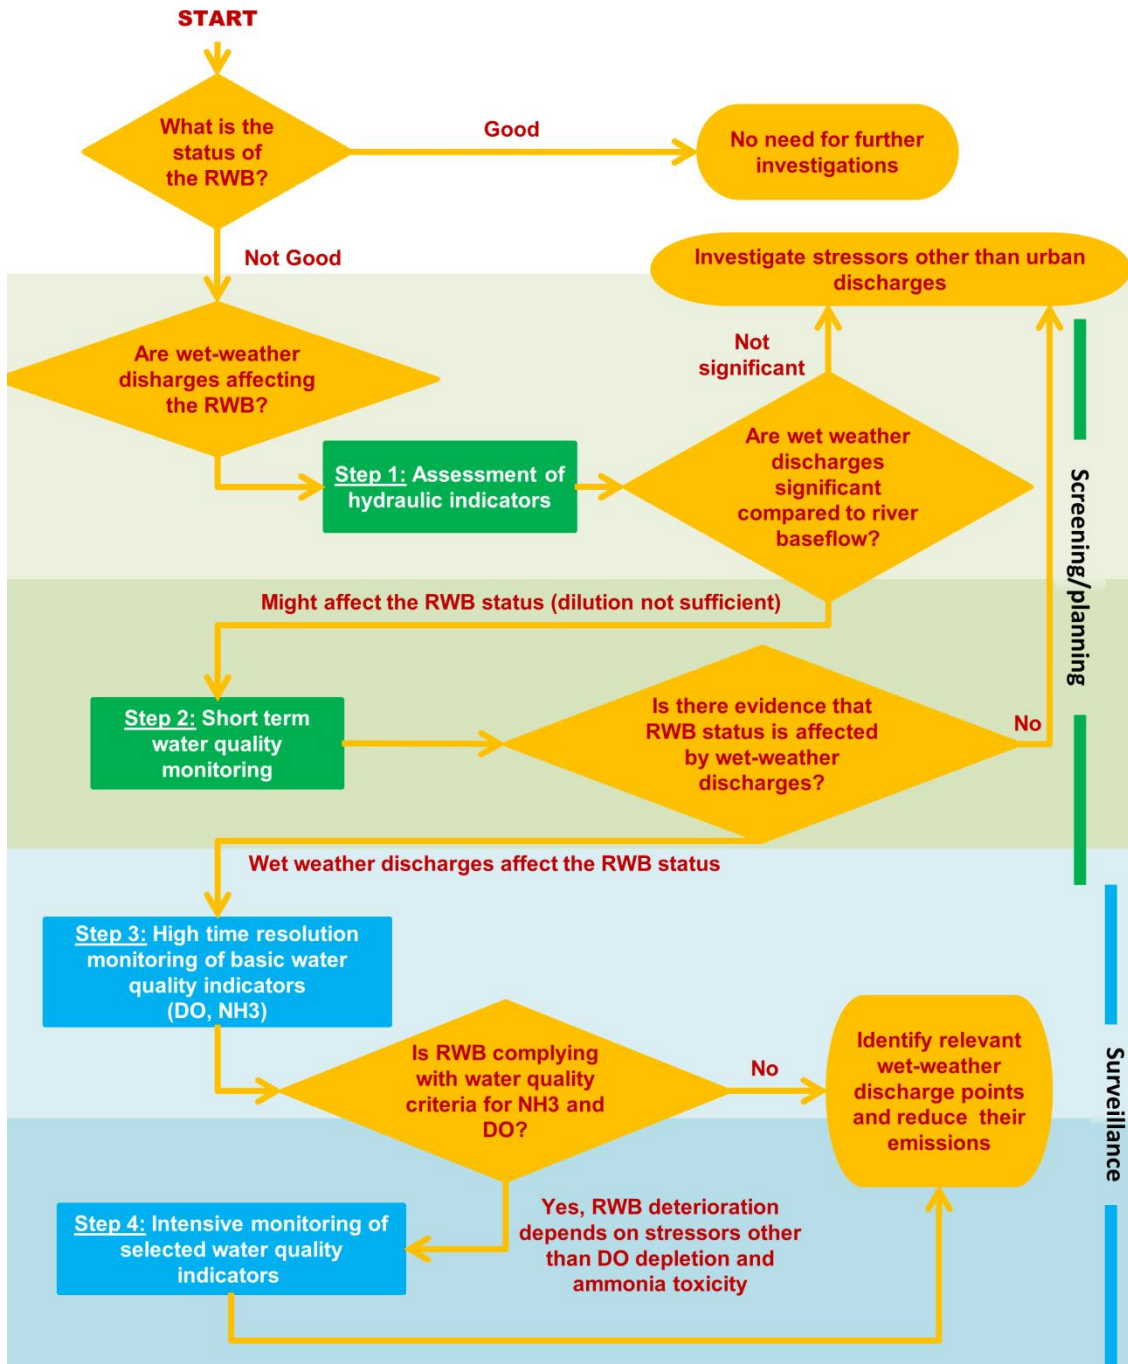 START
What is the
status of
the RWB?
Good
No need for further
investigations
Not Good
Investigate stressors other than urban
discharges
Are wet-weather
disharges affecting
the RWB?
Not
significant
Step 1: Assessment of
hydraulic indicators
Are wet weather
discharges
significant
compared to river
baseflow?
Screening/planning
Might affect the RWB status (dilution not sufficient)
Step 2: Short term
water quality
monitoring
Is there evidence that
RWB status is affected
by wet-weather
discharges?
No
Wet weather discharges affect the RWB status
Step 3: High time resolution
monitoring of basic water
quality indicators
(DO, NH3)
Is RWB complying
with water quality
criteria for NH3 and
DO?
No
Identify relevant
wet-weather
discharge points
and reduce their
emissions
Surveillance
Yes, RWB deterioration
depends on stressors other
than DO depletion and
ammonia toxicity
Step 4: Intensive monitoring of
selected water quality
indicators